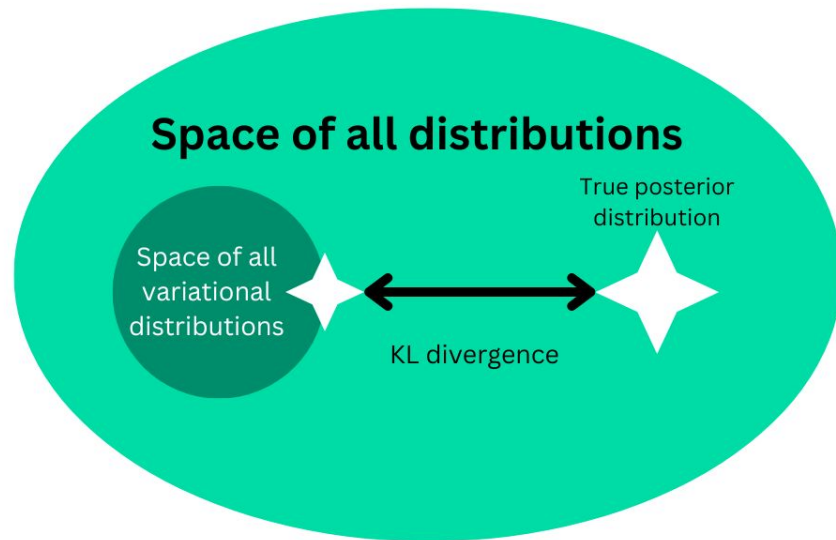 Space of all distributions
True posterior
distribution
Space of all
variational
distributions
KL divergence